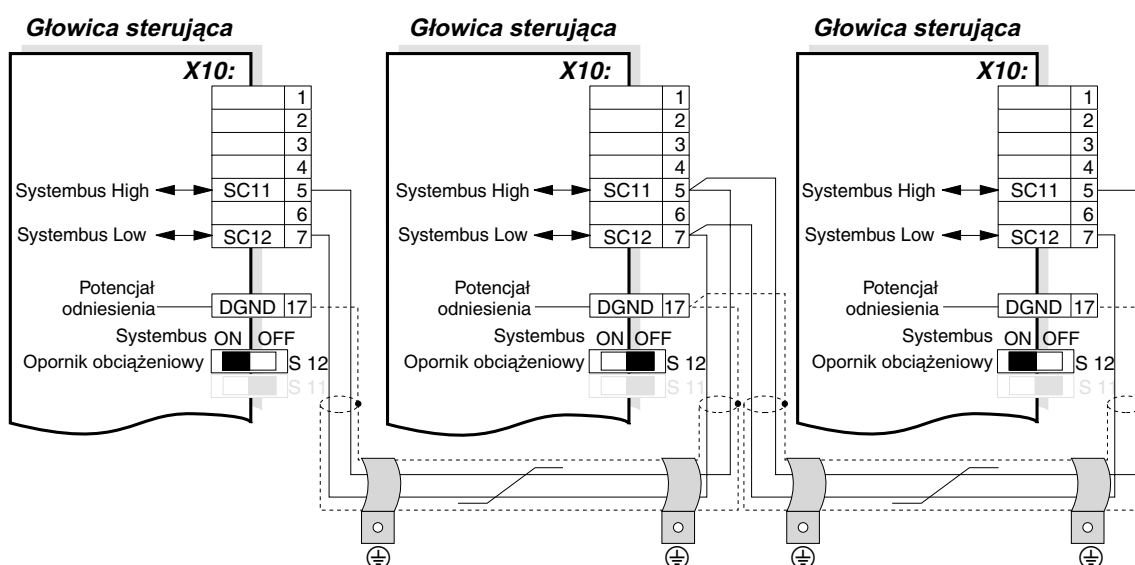 Głowica sterująca
X10:
1
2
3
4
Systembus High SC11 5
6
Systembus Low SC12 7
Potencjał
odniesienia DGND 17
Systembus ON OFF
Opornik obciążeniowy S 12
S 11
Głowica sterująca
X10:
1
2
3
4
Systembus High SC11 5
6
Systembus Low SC12 7
Potencjał
odniesienia DGND 17
Systembus ON OFF
Opornik obciążeniowy S 12
S 11
Głowica sterująca
X10:
1
2
3
4
Systembus High SC11 5
6
Systembus Low SC12 7
Potencjał
odniesienia DGND 17
Systembus ON OFF
Opornik obciążeniowy S 12
S 11